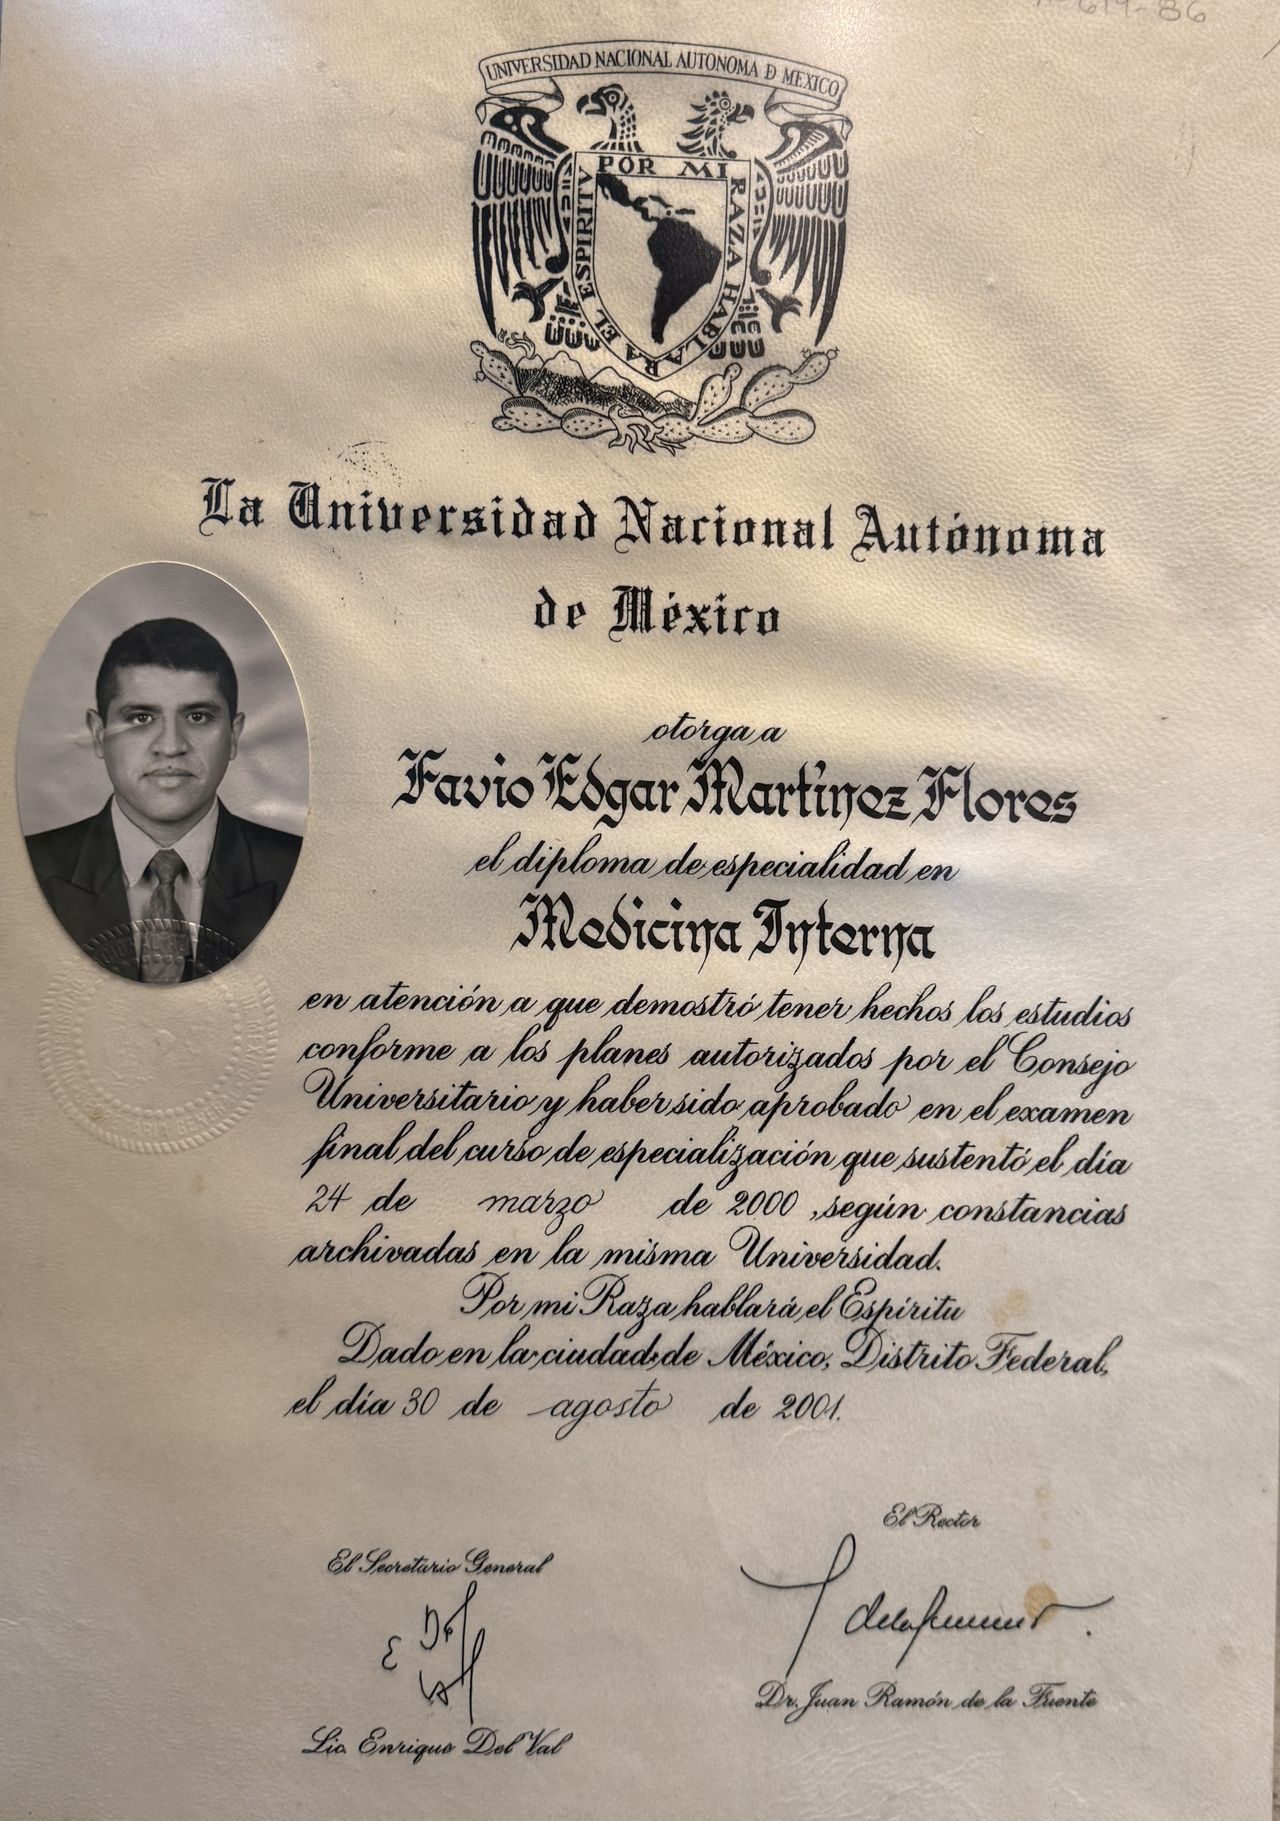 619-86
UNIVERSIDAD NACIONAL AUTONOMA D MEXICO
POR MI RAZA HABLARA EL ESPIRITU
La Universidad Nacional Autónoma
de México
otorga a
Favio Edgar Martínez Flores
el diploma de especialidad en
Medicina Interna
en atención a que demostró tener hechos los estudios
conforme a los planes autorizados por el Consejo
Universitario y haber sido aprobado en el examen
final del curso de especialización que sustentó el día
24 de marzo de 2000, según constancias
archivadas en la misma Universidad.
Por mi Raza hablará el Espíritu
Dado en la ciudad de México, Distrito Federal,
el día 30 de agosto de 2001.
El Rector
El Secretario General
Dr. Juan Ramón de la Fuente
Lic. Enrique Del Val